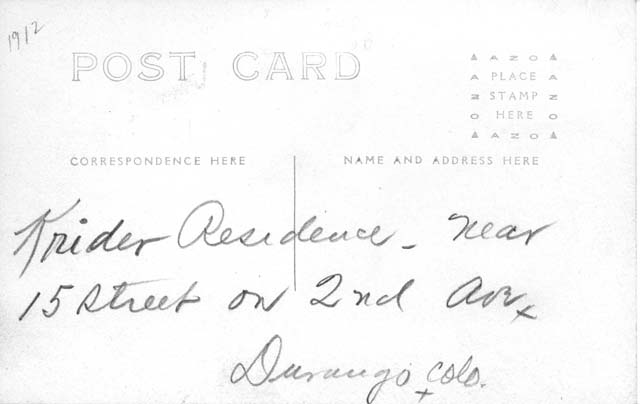 1912
POST CARD
AZO
PLACE
STAMP
HERE
AZO
CORRESPONDENCE HERE
NAME AND ADDRESS HERE
Krider Residence - near
15 Street on 2nd Ave
Durango, Colo.